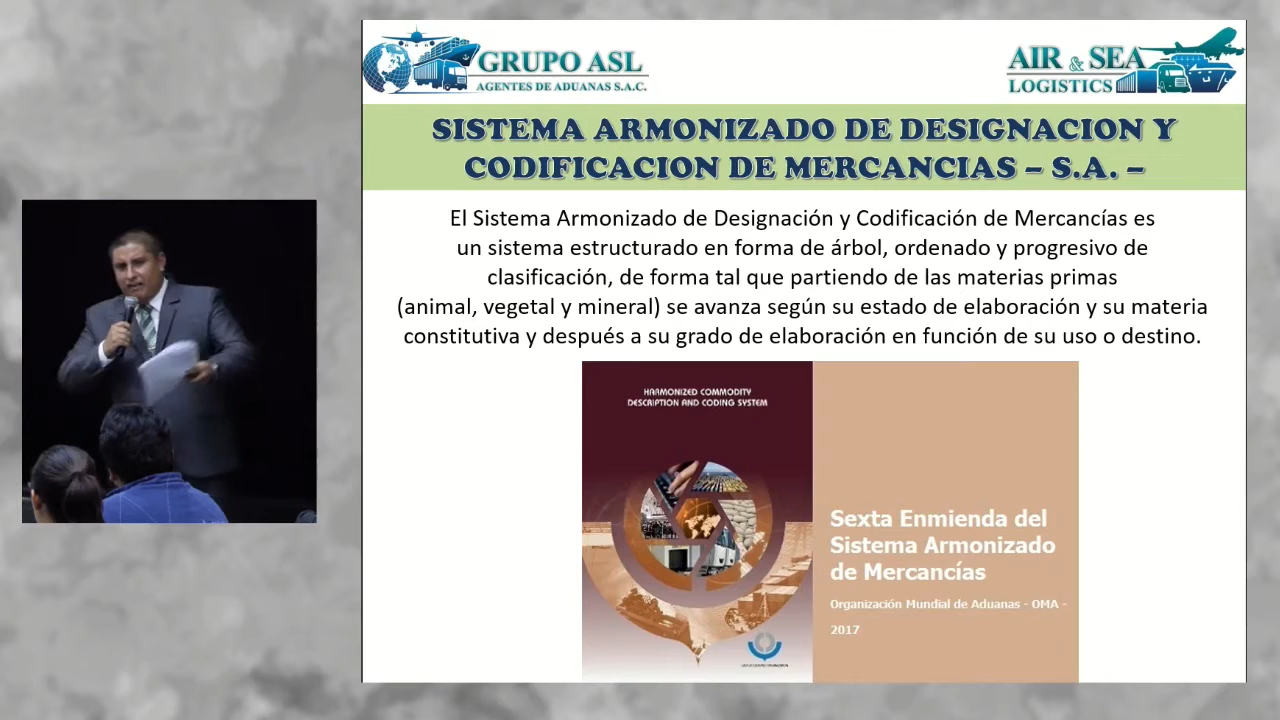 GRUPO ASL
AGENTES DE ADUANAS S.A.C.
AIR & SEA
LOGISTICS
SISTEMA ARMONIZADO DE DESIGNACION Y
CODIFICACION DE MERCANCIAS – S.A. –
El Sistema Armonizado de Designación y Codificación de Mercancías es
un sistema estructurado en forma de árbol, ordenado y progresivo de
clasificación, de forma tal que partiendo de las materias primas
(animal, vegetal y mineral) se avanza según su estado de elaboración y su materia
constitutiva y después a su grado de elaboración en función de su uso o destino.
HARMONIZED COMMODITY
DESCRIPTION AND CODING SYSTEM
Sexta Enmienda del
Sistema Armonizado
de Mercancías
Organización Mundial de Aduanas - OMA -
2017